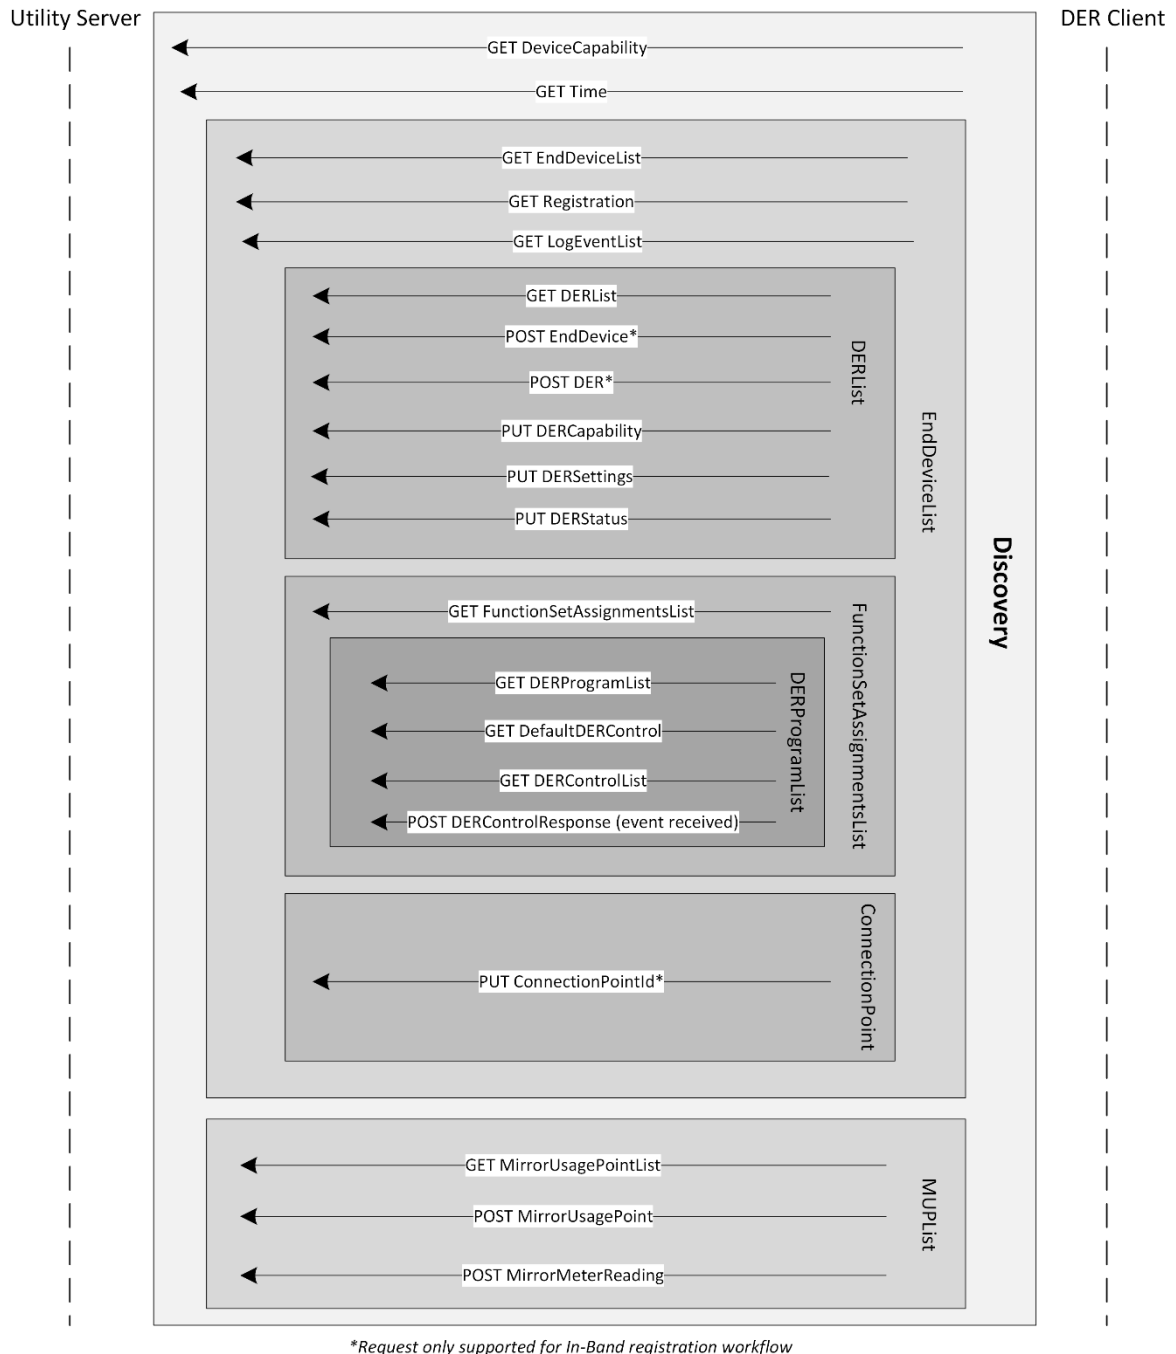 Utility Server
DER Client
GET DeviceCapability
GET Time
GET EndDeviceList
GET Registration
GET LogEventList
GET DERList
POST EndDevice*
POST DER*
PUT DERCapability
PUT DERSettings
PUT DERStatus
DERList
EndDeviceList
Discovery
GET FunctionSetAssignmentsList
GET DERProgramList
GET DefaultDERControl
GET DERControlList
POST DERControlResponse (event received)
DERProgramList
FunctionSetAssignmentsList
PUT ConnectionPointId*
ConnectionPoint
GET MirrorUsagePointList
POST MirrorUsagePoint
POST MirrorMeterReading
MUPList
*Request only supported for In-Band registration workflow